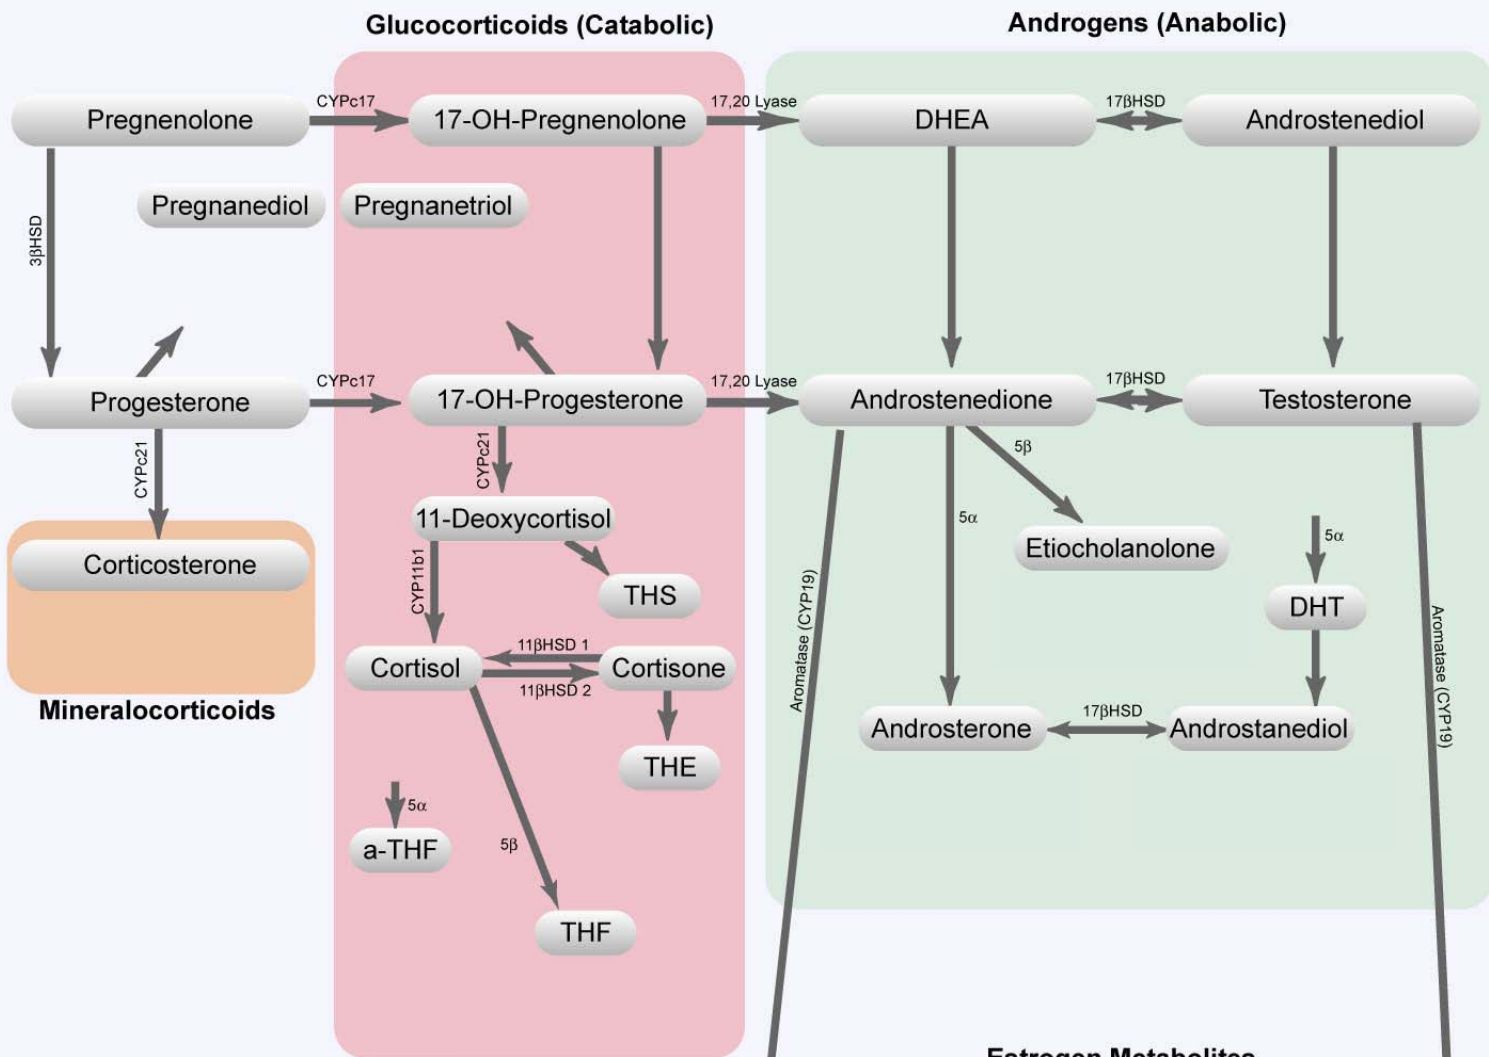 Glucocorticoids (Catabolic)
Androgens (Anabolic)
Pregnenolone
CYPc17
17-OH-Pregnenolone
17,20 Lyase
DHEA
17βHSD
Androstenediol
3βHSD
Pregnanediol
Pregnanetriol
Progesterone
CYPc17
17-OH-Progesterone
17,20 Lyase
Androstenedione
17βHSD
Testosterone
CYPc21
CYPc21
5β
11-Deoxycortisol
5α
Etiocholanolone
5α
Corticosterone
CYP11b1
THS
DHT
Aromatase (CYP19)
Aromatase (CYP19)
Cortisol
11βHSD 1
11βHSD 2
Cortisone
Mineralocorticoids
Androsterone
17βHSD
Androstanediol
THE
5α
a-THF
5β
THF
Estrogen Metabolites